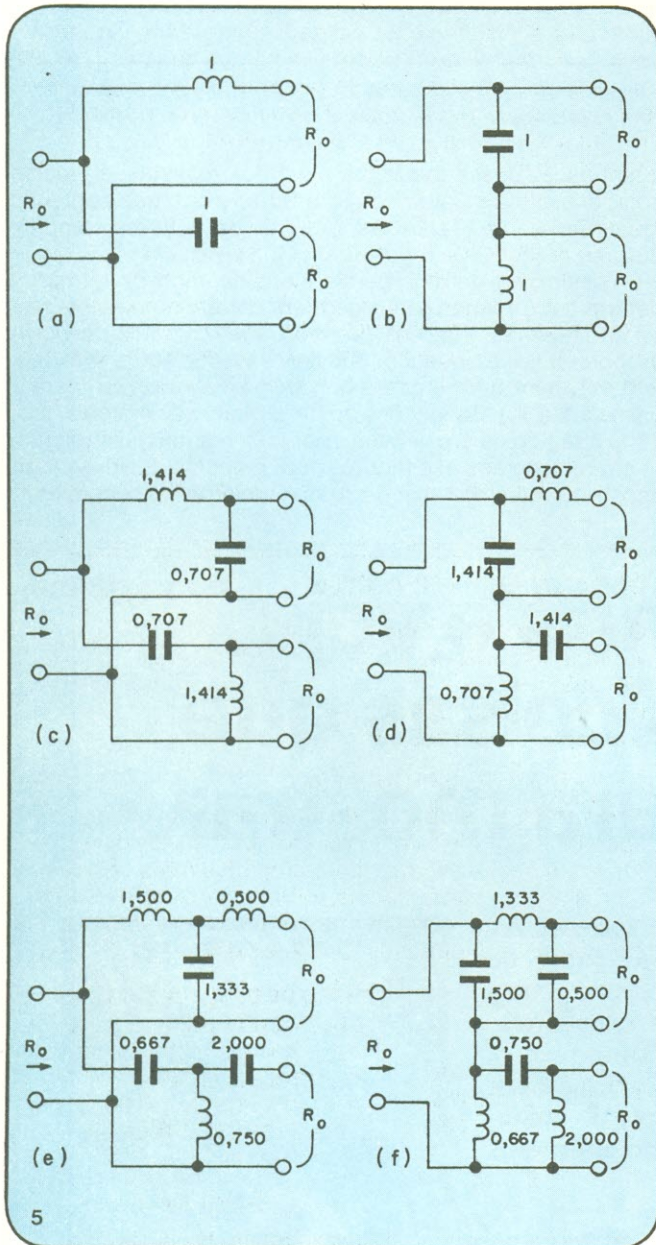 1
R₀
1
R₀
R₀
(a)
1
R₀
R₀
1
R₀
(b)
1,414
R₀
0,707
0,707
R₀
1,414
R₀
(c)
0,707
R₀
1,414
1,414
R₀
0,707
R₀
(d)
1,500 0,500
R₀
1,333
0,667 2,000
R₀
0,750
R₀
(e)
1,333
R₀
1,500 0,500
0,750
R₀
0,667 2,000
R₀
(f)
5